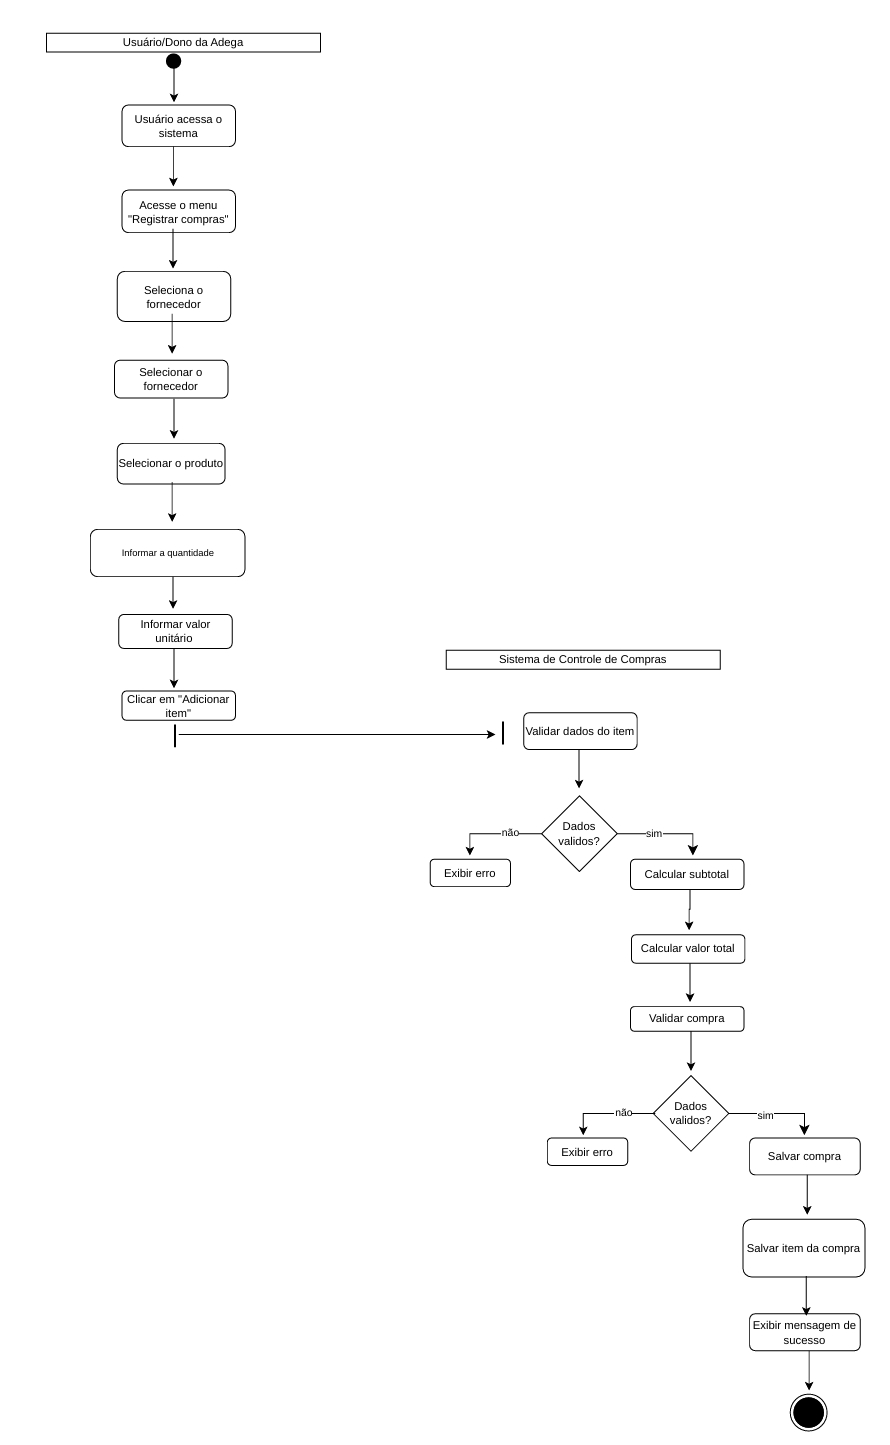 Usuário/Dono da Adega
Usuário acessa o
sistema
Acesse o menu
"Registrar compras"
Seleciona o
fornecedor
Selecionar o
fornecedor
Selecionar o produto
Informar a quantidade
Informar valor
unitário
Clicar em "Adicionar
item"
Sistema de Controle de Compras
Validar dados do item
Dados
validos?
não
sim
Exibir erro
Calcular subtotal
Calcular valor total
Validar compra
Dados
validos?
não
sim
Exibir erro
Salvar compra
Salvar item da compra
Exibir mensagem de
sucesso